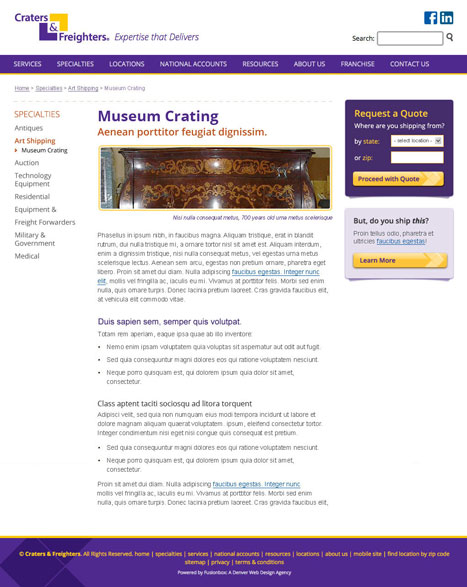 Craters
&
Freighters. Expertise that Delivers
Search:
SERVICES SPECIALTIES LOCATIONS NATIONAL ACCOUNTS RESOURCES ABOUT US FRANCHISE CONTACT US
Home > Specialties > Art Shipping > Museum Crating
SPECIALTIES
Antiques
Art Shipping
Museum Crating
Auction
Technology
Equipment
Residential
Equipment &
Freight Forwarders
Military &
Government
Medical
Museum Crating
Aenean porttitor feugiat dignissim.
Nisi nulla consequat metus, 700 years old urna metus scelerisque
Phasellus in ipsum nibh, in faucibus magna. Aliquam tristique, erat in blandit
rutrum, dui nulla tristique mi, a ornare tortor nisl sit amet est. Aliquam interdum,
enim a dignissim tristique, nisi nulla consequat metus, vel egestas urna metus
scelerisque lectus. Aenean sem arcu, egestas non pretium ornare, pharetra eget
libero. Proin sit amet dui diam. Nulla adipiscing faucibus egestas. Integer nunc
elit, mollis vel fringilla ac, iaculis eu mi. Vivamus at porttitor felis. Morbi sed enim
nulla, quis ornare turpis. Donec lacinia pretium laoreet. Cras gravida faucibus elit,
at vehicula elit commodo vitae.
Duis sapien sem, semper quis volutpat.
Totam rem aperiam, eaque ipsa quae ab illo inventore
• Nemo enim ipsam voluptatem quia voluptas sit aspernatur aut odit aut fugit
• Sed quia consequuntur magni dolores eos qui ratione voluptatem nesciunt.
• Neque porro quisquam est, qui dolorem ipsum quia dolor sit amet,
consectetur.
Class aptent taciti sociosqu ad litora torquent
Adipisci velit, sed quia non numquam eius modi tempora incidunt ut labore et
dolore magnam aliquam quaerat voluptatem. ipsum, eleifend consectetur tortor.
Integer condimentum nisi eget nisi congue quis consequat est pretium.
• Sed quia consequuntur magni dolores eos qui ratione voluptatem nesciunt.
• Neque porro quisquam est, qui dolorem ipsum quia dolor sit amet,
consectetur.
Proin sit amet dui diam. Nulla adipiscing faucibus egestas. Integer nunc
mollis vel fringilla ac, iaculis eu mi. Vivamus at porttitor felis. Morbi sed enim
nulla, quis ornare turpis. Donec lacinia pretium laoreet. Cras gravida faucibus elit,
Request a Quote
Where are you shipping from?
by state: - select location -
or zip:
Proceed with Quote
But, do you ship this?
Proin tellus odio, pharetra et
ultricies faucibus egestas!
Learn More
© Craters & Freighters. All Rights Reserved. home | specialties | services | national accounts | resources | locations | about us | mobile site | find location by zip code
sitemap | privacy | terms & conditions
Powered by Fusionbox: A Denver Web Design Agency